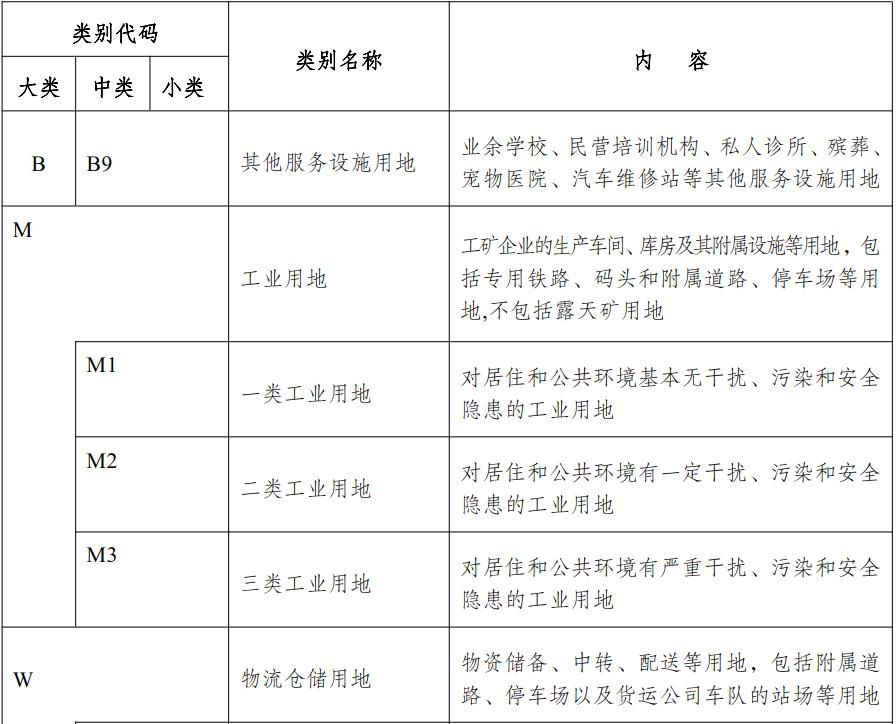 类别代码
类别名称
内 容
大类
中类
小类
B
B9
其他服务设施用地
业余学校、民营培训机构、私人诊所、殡葬、
宠物医院、汽车维修站等其他服务设施用地
M
工业用地
工矿企业的生产车间、库房及其附属设施等用地，包
括专用铁路、码头和附属道路、停车场等用
地,不包括露天矿用地
M1
一类工业用地
对居住和公共环境基本无干扰、污染和安全
隐患的工业用地
M2
二类工业用地
对居住和公共环境有一定干扰、污染和安全
隐患的工业用地
M3
三类工业用地
对居住和公共环境有严重干扰、污染和安全
隐患的工业用地
W
物流仓储用地
物资储备、中转、配送等用地，包括附属道
路、停车场以及货运公司车队的站场等用地